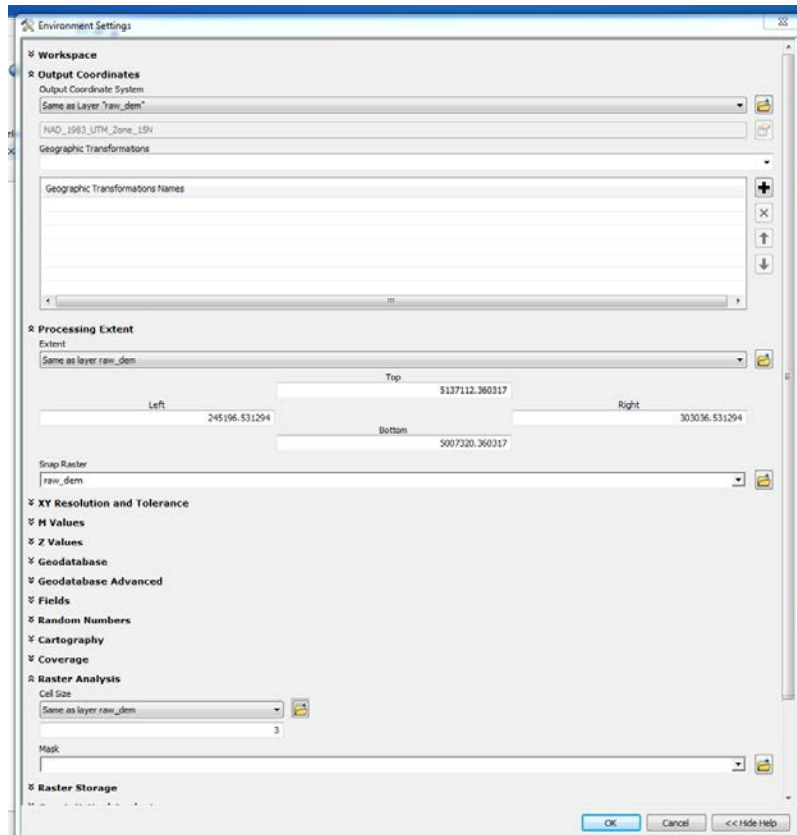 Environment Settings
Workspace
Output Coordinates
Output Coordinate System
Same as Layer "raw_dem"
NAD_1983_UTM_Zone_15N
Geographic Transformations
Geographic Transformations Names
Processing Extent
Extent
Same as layer raw_dem
Top
5137112.360317
Left
Right
245196.531294
303036.531294
Bottom
5007320.360317
Snap Raster
raw_dem
XY Resolution and Tolerance
M Values
Z Values
Geodatabase
Geodatabase Advanced
Fields
Random Numbers
Cartography
Coverage
Raster Analysis
Cell Size
Same as layer raw_dem
3
Mask
Raster Storage
OK
Cancel
<< Hide Help